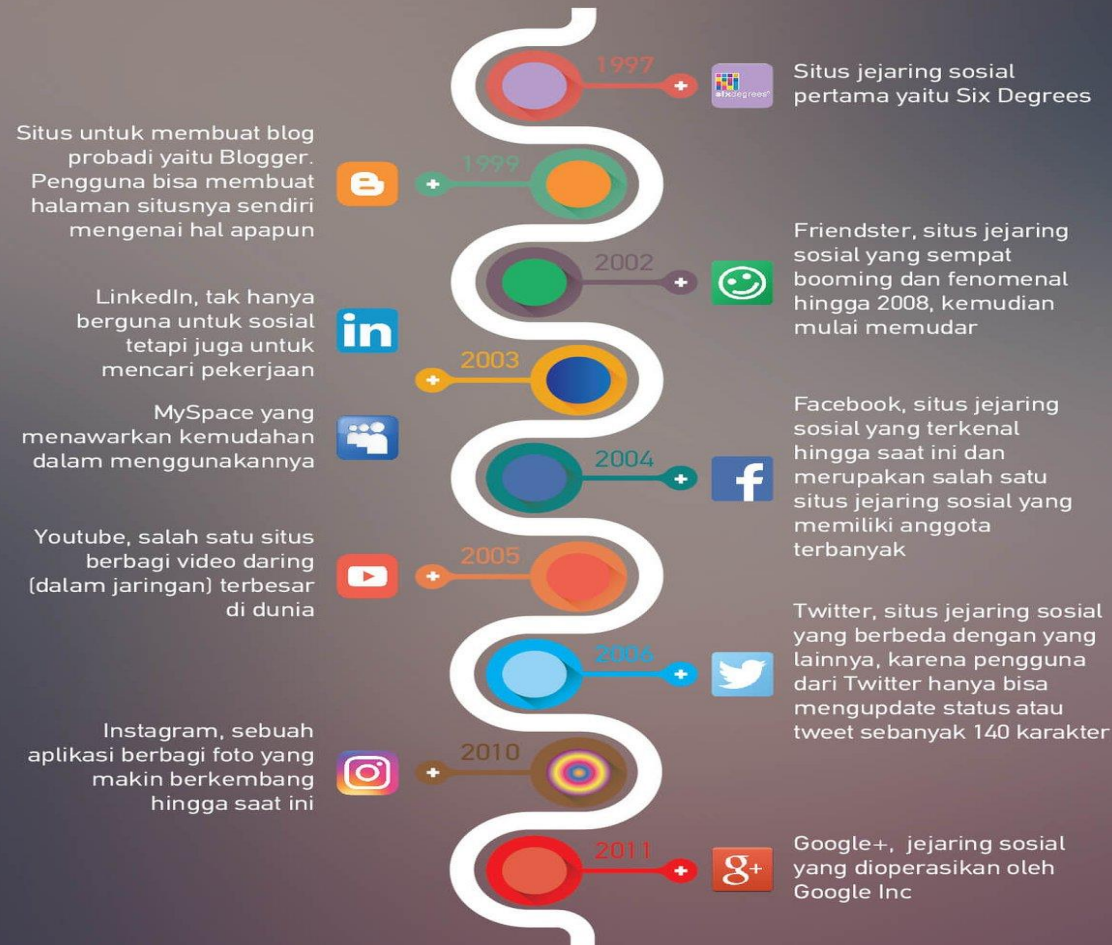 1997
sixdegrees
Situs jejaring sosial
pertama yaitu Six Degrees
Situs untuk membuat blog
probadi yaitu Blogger.
Pengguna bisa membuat
halaman situsnya sendiri
mengenai hal apapun
1999
2002
Friendster, situs jejaring
sosial yang sempat
booming dan fenomenal
hingga 2008, kemudian
mulai memudar
LinkedIn, tak hanya
berguna untuk sosial
tetapi juga untuk
mencari pekerjaan
in
2003
MySpace yang
menawarkan kemudahan
dalam menggunakannya
2004
f
Facebook, situs jejaring
sosial yang terkenal
hingga saat ini dan
merupakan salah satu
situs jejaring sosial yang
memiliki anggota
terbanyak
Youtube, salah satu situs
berbagi video daring
(dalam jaringan) terbesar
di dunia
2005
2006
Twitter, situs jejaring sosial
yang berbeda dengan yang
lainnya, karena pengguna
dari Twitter hanya bisa
mengupdate status atau
tweet sebanyak 140 karakter
Instagram, sebuah
aplikasi berbagi foto yang
makin berkembang
hingga saat ini
2010
2011
g+
Google+, jejaring sosial
yang dioperasikan oleh
Google Inc